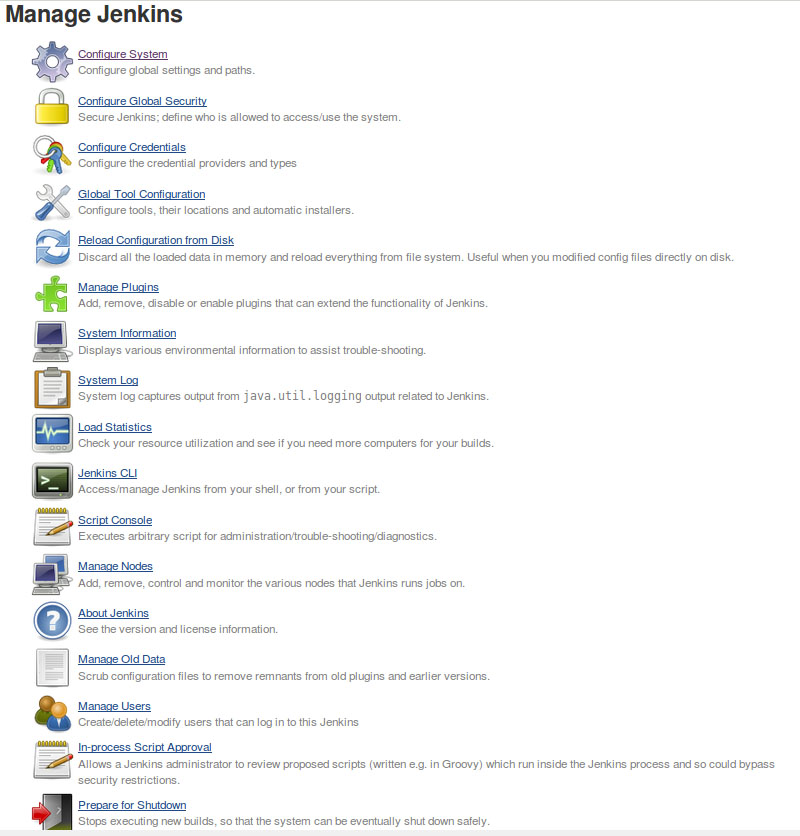 Manage Jenkins
Configure System
Configure global settings and paths.
Configure Global Security
Secure Jenkins; define who is allowed to access/use the system.
Configure Credentials
Configure the credential providers and types
Global Tool Configuration
Configure tools, their locations and automatic installers.
Reload Configuration from Disk
Discard all the loaded data in memory and reload everything from file system. Useful when you modified config files directly on disk.
Manage Plugins
Add, remove, disable or enable plugins that can extend the functionality of Jenkins.
System Information
Displays various environmental information to assist trouble-shooting.
System Log
System log captures output from java.util.logging output related to Jenkins.
Load Statistics
Check your resource utilization and see if you need more computers for your builds.
Jenkins CLI
Access/manage Jenkins from your shell, or from your script.
Script Console
Executes arbitrary script for administration/trouble-shooting/diagnostics.
Manage Nodes
Add, remove, control and monitor the various nodes that Jenkins runs jobs on.
About Jenkins
See the version and license information.
Manage Old Data
Scrub configuration files to remove remnants from old plugins and earlier versions.
Manage Users
Create/delete/modify users that can log in to this Jenkins
In-process Script Approval
Allows a Jenkins administrator to review proposed scripts (written e.g. in Groovy) which run inside the Jenkins process and so could bypass
security restrictions.
Prepare for Shutdown
Stops executing new builds, so that the system can be eventually shut down safely.